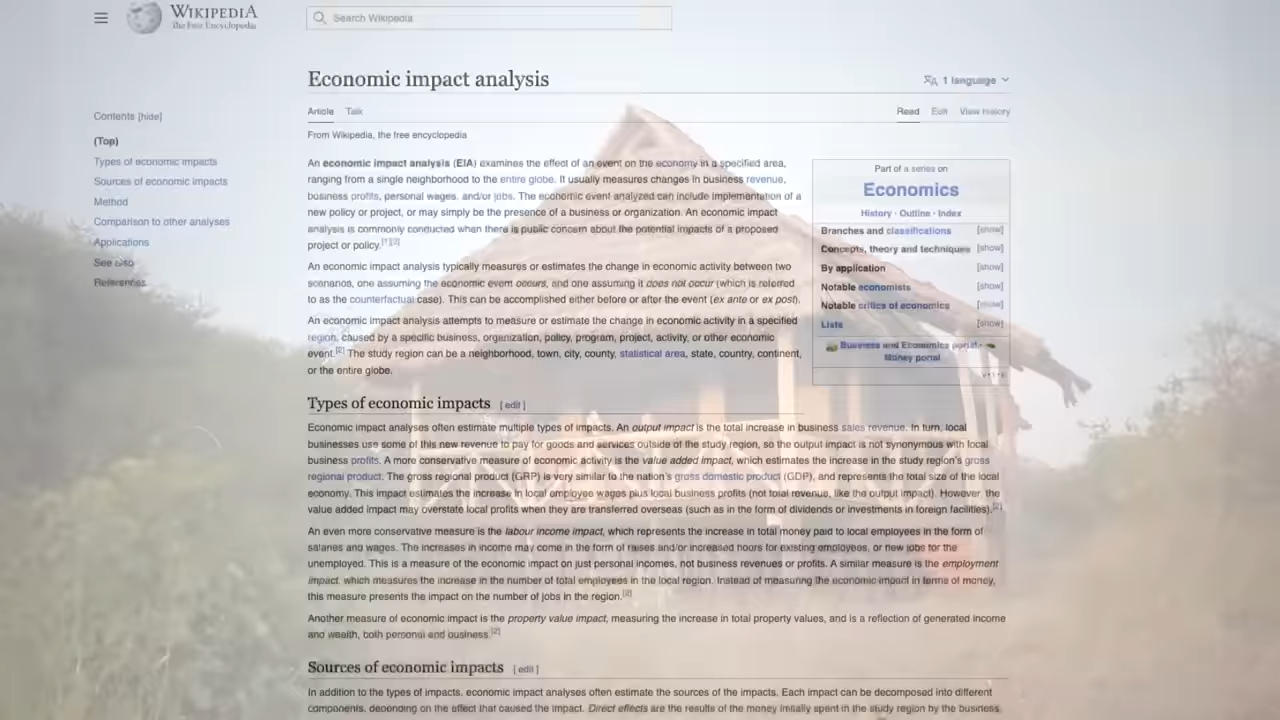 WIKIPEDIA
The Free Encyclopedia
Search Wikipedia
Economic impact analysis
1 language
Contents [hide]
(Top)
Types of economic impacts
Sources of economic impacts
Method
Comparison to other analyses
Applications
See also
References
Article Talk
Read Edit View history
From Wikipedia, the free encyclopedia
An economic impact analysis (EIA) examines the effect of an event on the economy in a specified area,
ranging from a single neighborhood to the entire globe. It usually measures changes in business revenue,
business profits, personal wages, and/or jobs. The economic event analyzed can include implementation of a
new policy or project, or may simply be the presence of a business or organization. An economic impact
analysis is commonly conducted when there is public concern about the potential impacts of a proposed
project or policy.[1][2]
An economic impact analysis typically measures or estimates the change in economic activity between two
scenarios, one assuming the economic event occurs, and one assuming it does not occur (which is referred
to as the counterfactual case). This can be accomplished either before or after the event (ex ante or ex post).
An economic impact analysis attempts to measure or estimate the change in economic activity in a specified
region, caused by a specific business, organization, policy, program, project, activity, or other economic
event.[2] The study region can be a neighborhood, town, city, county, statistical area, state, country, continent,
or the entire globe.
Part of a series on
Economics
History · Outline · Index
Branches and classifications [show]
Concepts, theory and techniques [show]
By application [show]
Notable economists [show]
Notable critics of economics [show]
Lists [show]
Business and Economics portal
Money portal
V · T · E
Types of economic impacts [ edit ]
Economic impact analyses often estimate multiple types of impacts. An output impact is the total increase in business sales revenue. In turn, local
businesses use some of this new revenue to pay for goods and services outside of the study region, so the output impact is not synonymous with local
business profits. A more conservative measure of economic activity is the value added impact, which estimates the increase in the study region's gross
regional product. The gross regional product (GRP) is very similar to the nation's gross domestic product (GDP), and represents the total size of the local
economy. This impact estimates the increase in local employee wages plus local business profits (not total revenue, like the output impact). However, the
value added impact may overstate local profits when they are transferred overseas (such as in the form of dividends or investments in foreign facilities).[2]
An even more conservative measure is the labour income impact, which represents the increase in total money paid to local employees in the form of
salaries and wages. The increases in income may come in the form of raises and/or increased hours for existing employees, or new jobs for the
unemployed. This is a measure of the economic impact on just personal incomes, not business revenues or profits. A similar measure is the employment
impact, which measures the increase in the number of total employees in the local region. Instead of measuring the economic impact in terms of money,
this measure presents the impact on the number of jobs in the region.[2]
Another measure of economic impact is the property value impact, measuring the increase in total property values, and is a reflection of generated income
and wealth, both personal and business.[2]
Sources of economic impacts [ edit ]
In addition to the types of impacts, economic impact analyses often estimate the sources of the impacts. Each impact can be decomposed into different
components, depending on the effect that caused the impact. Direct effects are the results of the money initially spent in the study region by the business